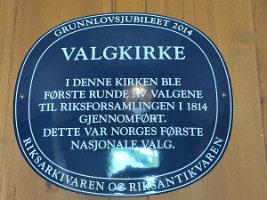 GRUNNLOVSJUBILEET 2014
VALGKIRKE
I DENNE KIRKEN BLE
FØRSTE RUNDE AV VALGENE
TIL RIKSFORSAMLINGEN I 1814
GJENNOMFØRT.
DETTE VAR NORGES FØRSTE
NASJONALE VALG.
RIKSARKIVAREN OG RIKSANTIKVAREN